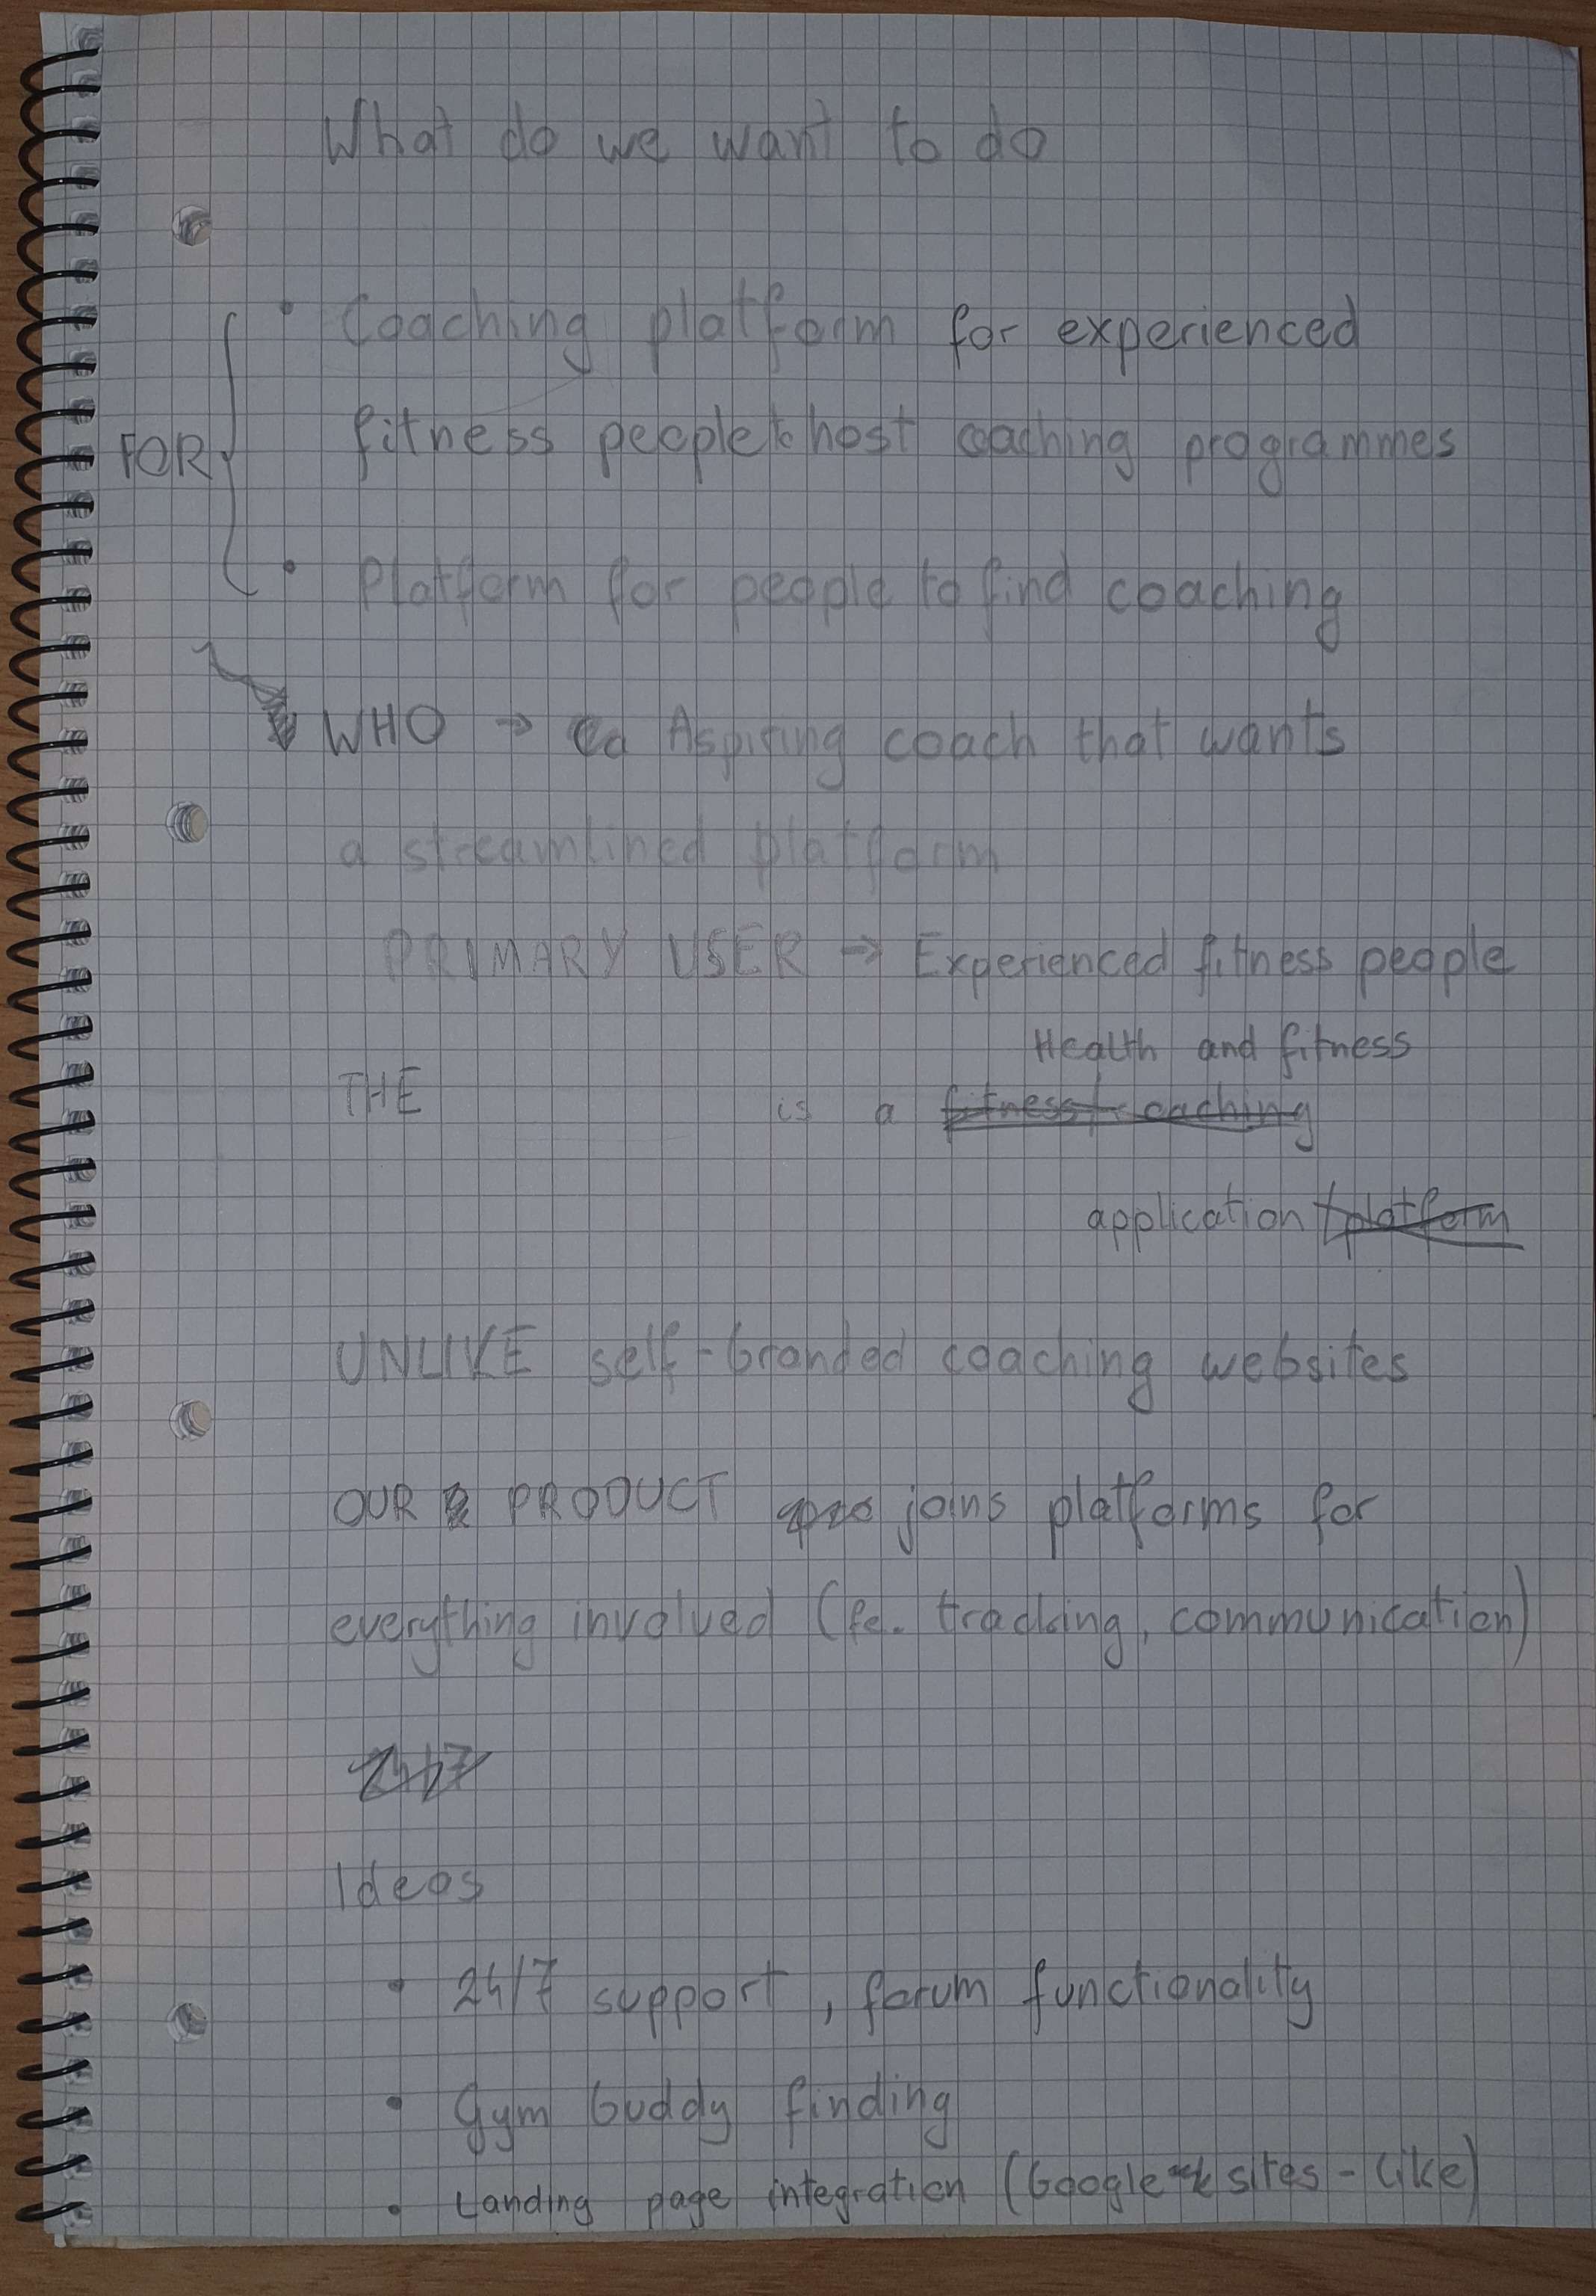 What do we want to do
• Coaching platform for experienced
fitness people to host coaching programmes
FOR
• Platform for people to find coaching
WHO → a Aspiring coach that wants
a streamlined platform
PRIMARY USER → Experienced fitness people
Health and fitness
THE is a fitness/coaching
application /platform
UNLIKE self-branded coaching websites
OUR PRODUCT joins platforms for
everything involved (fe. tracking, communication)
24/7
Ideas
• 24/7 support, forum functionality
• Gym buddy finding
• Landing page integration (Google sites-like)